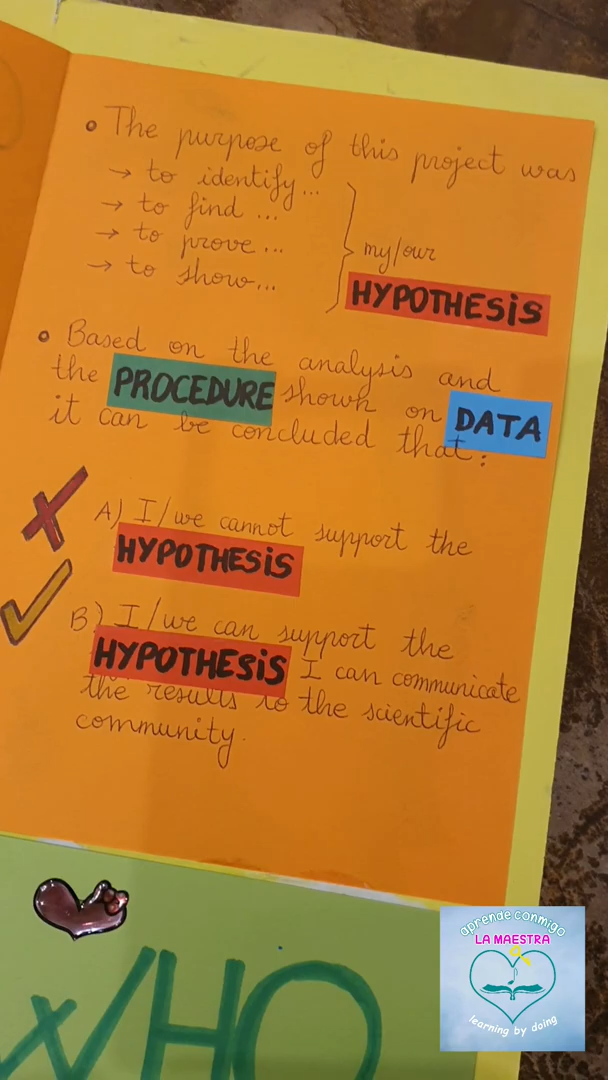 • The purpose of this project was
→ to identify...
→ to find ...
→ to prove...
→ to show...
my/our
HYPOTHESiS
• Based on the analysis and
the PROCEDURE shown on DATA
it can be concluded that:
A) I/we cannot support the
HYPOTHESiS
B) I/we can support the
HYPOTHESiS I can communicate
the results to the scientific
community.
WHO
aprende conmigo
LA MAESTRA
learning by doing